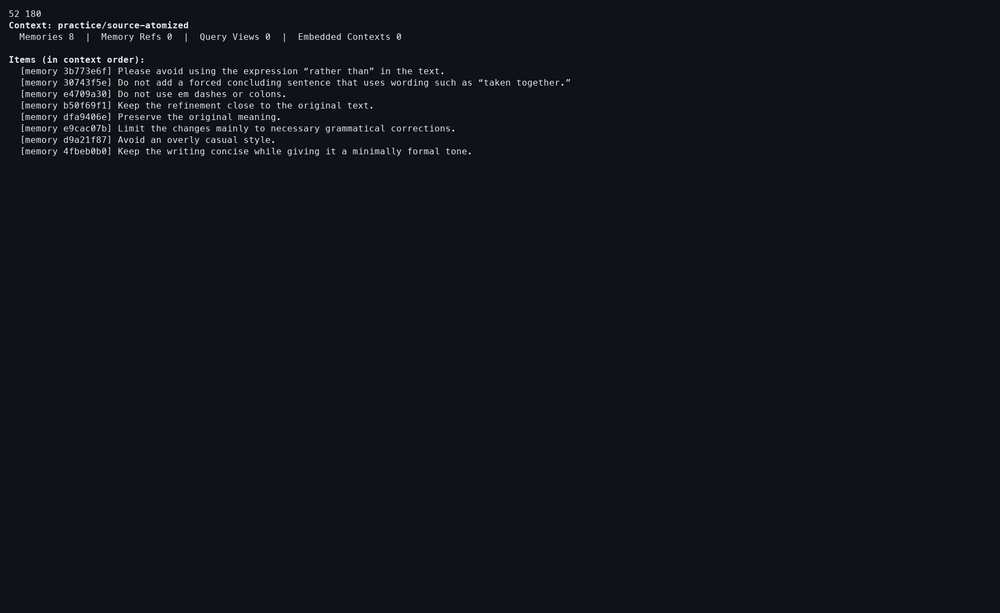 52 180
Context: practice/source-atomized
Memories 8 | Memory Refs 0 | Query Views 0 | Embedded Contexts 0
Items (in context order):
[memory 3b773e6f] Please avoid using the expression “rather than” in the text.
[memory 30743f5e] Do not add a forced concluding sentence that uses wording such as “taken together.”
[memory e4709a30] Do not use em dashes or colons.
[memory b50f69f1] Keep the refinement close to the original text.
[memory dfa9406e] Preserve the original meaning.
[memory e9cac07b] Limit the changes mainly to necessary grammatical corrections.
[memory d9a21f87] Avoid an overly casual style.
[memory 4fbeb0b0] Keep the writing concise while giving it a minimally formal tone.